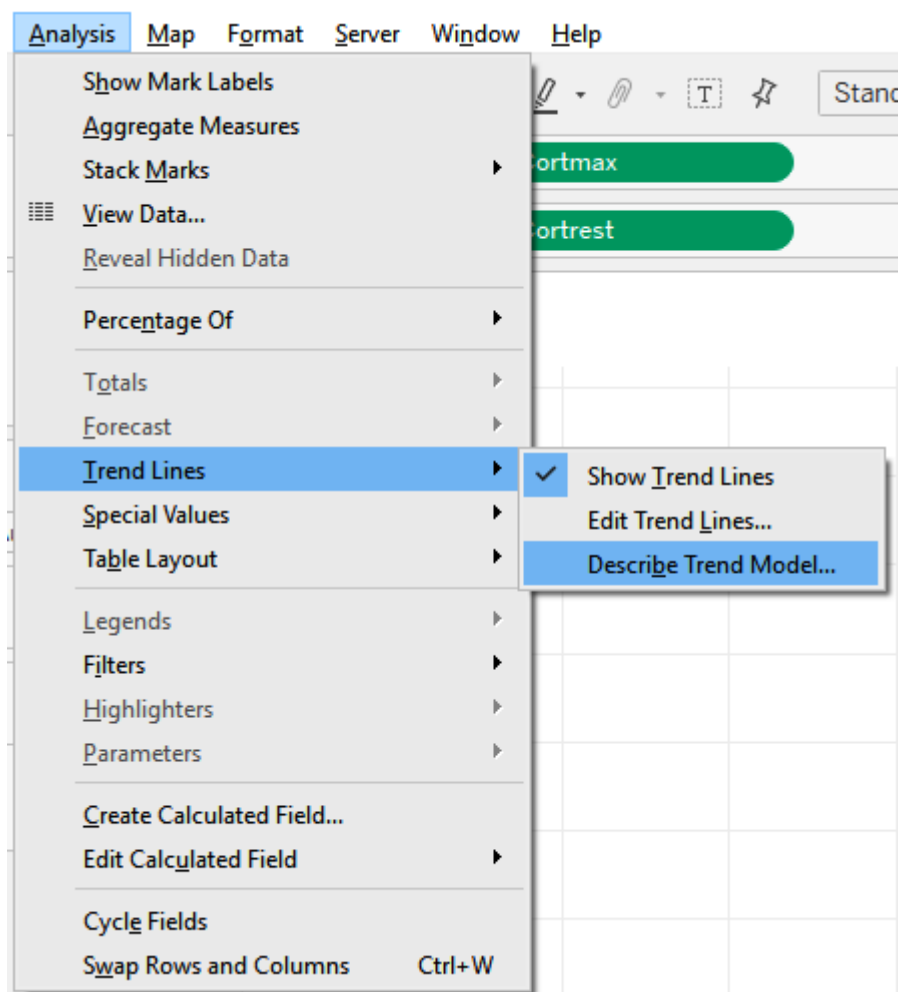 Analysis Map Format Server Window Help
Show Mark Labels
Aggregate Measures
Stack Marks
View Data...
Reveal Hidden Data
Percentage Of
Totals
Forecast
Trend Lines
Special Values
Table Layout
Legends
Filters
Highlighters
Parameters
Create Calculated Field...
Edit Calculated Field
Cycle Fields
Swap Rows and Columns Ctrl+W
T Stand
ortmax
ortrest
Show Trend Lines
Edit Trend Lines...
Describe Trend Model...